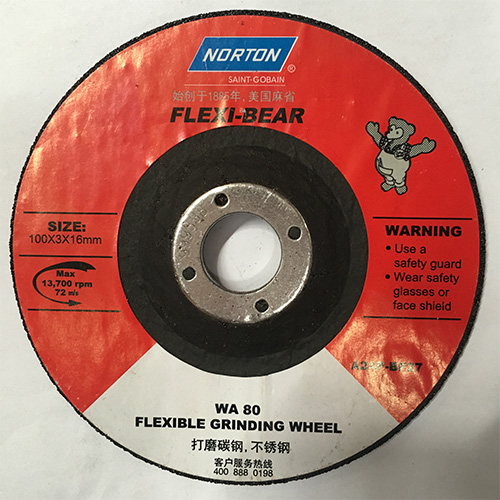 NORTON
®
SAINT-GOBAIN
始创于1885年, 美国麻省
FLEXI-BEAR
SIZE:
100X3X16mm
Max
13,700 rpm
72 m/s
WARNING
• Use a
safety guard
• Wear safety
glasses or
face shield
WA 80
FLEXIBLE GRINDING WHEEL
打磨碳钢, 不锈钢
客户服务热线
400 888 0198